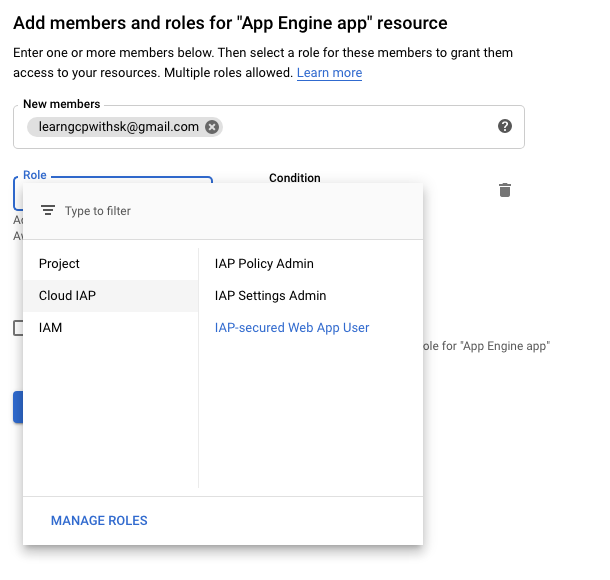 Add members and roles for "App Engine app" resource
Enter one or more members below. Then select a role for these members to grant them
access to your resources. Multiple roles allowed. Learn more
New members
learngcpwithsk@gmail.com
Role
Condition
Type to filter
Project
Cloud IAP
IAM
IAP Policy Admin
IAP Settings Admin
IAP-secured Web App User
for "App Engine app"
MANAGE ROLES